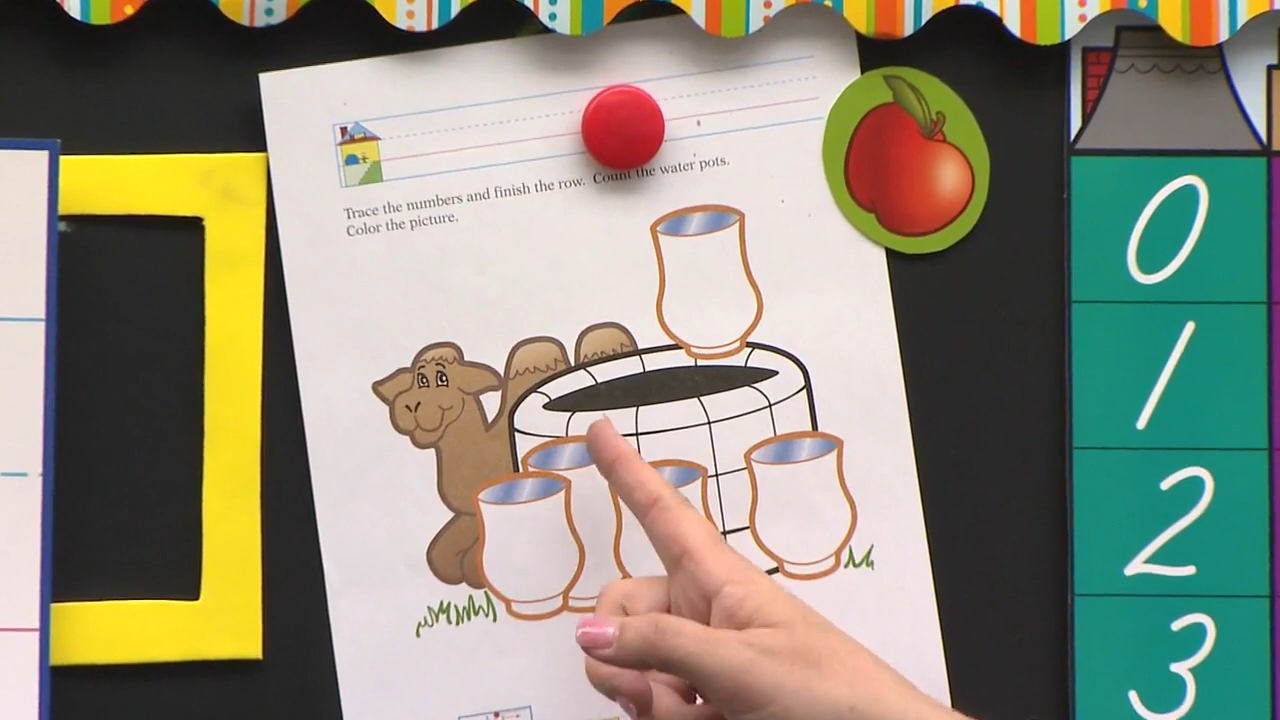 Trace the numbers and finish the row. Count the water pots.
Color the picture.
0
1
2
3